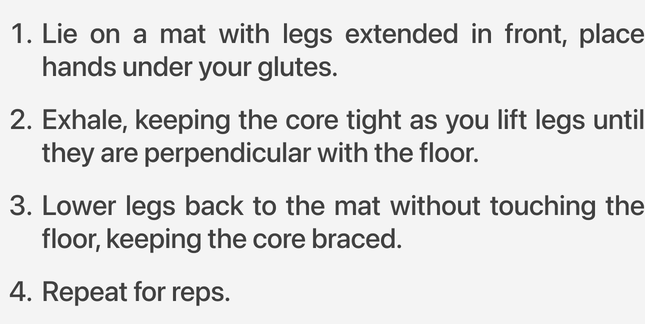 1. Lie on a mat with legs extended in front, place
hands under your glutes.
2. Exhale, keeping the core tight as you lift legs until
they are perpendicular with the floor.
3. Lower legs back to the mat without touching the
floor, keeping the core braced.
4. Repeat for reps.